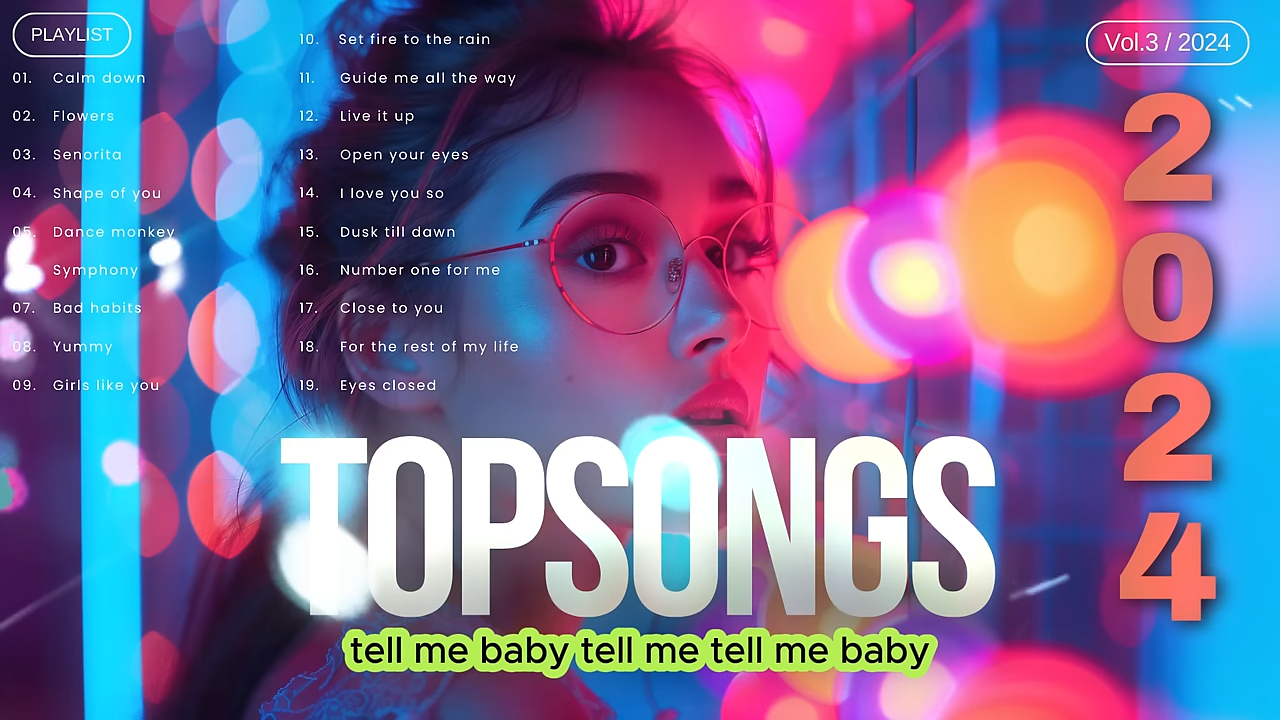 PLAYLIST
01. Calm down
02. Flowers
03. Senorita
04. Shape of you
05. Dance monkey
Symphony
07. Bad habits
08. Yummy
09. Girls like you
10. Set fire to the rain
11. Guide me all the way
12. Live it up
13. Open your eyes
14. I love you so
15. Dusk till dawn
16. Number one for me
17. Close to you
18. For the rest of my life
19. Eyes closed
Vol.3 / 2024
2024
TOPSONGS
tell me baby tell me tell me baby